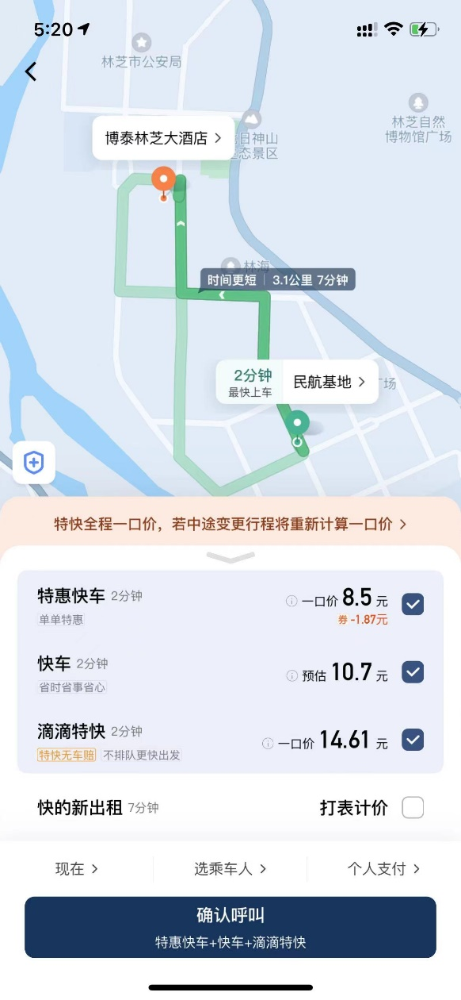 5:20
林芝市公安局
林芝自然
博物馆广场
博泰林芝大酒店
日神山
态景区
林海
时间更短 3.1公里 7分钟
2分钟
最快上车
民航基地
广场
特快全程一口价，若中途变更行程将重新计算一口价
特惠快车 2分钟
一口价 8.5 元
单单特惠
券 -1.87元
快车 2分钟
预估 10.7 元
省时省事省心
滴滴特快 2分钟
一口价 14.61 元
特快无车赔 不排队更快出发
快的新出租 7分钟
打表计价
现在
选乘车人
个人支付
确认呼叫
特惠快车+快车+滴滴特快